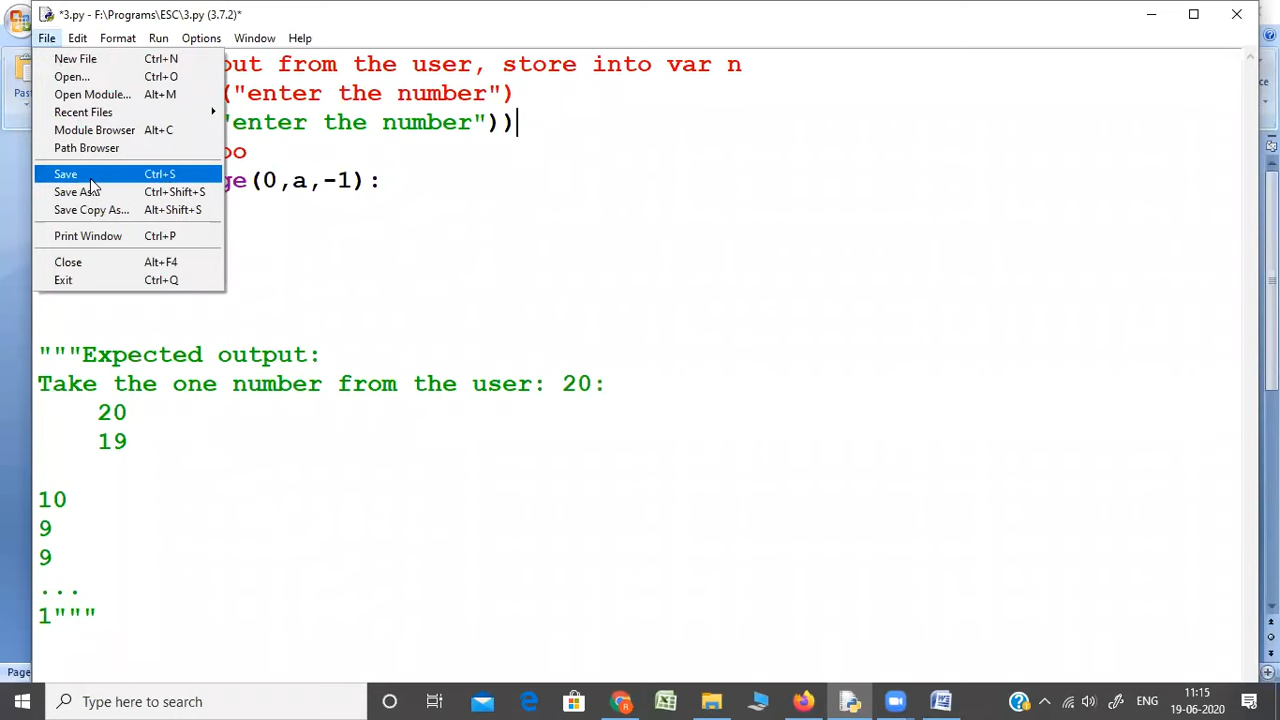 *3.py - F:\Programs\ESC\3.py (3.7.2)*
File Edit Format Run Options Window Help
New File Ctrl+N
Open... Ctrl+O
Open Module... Alt+M
Recent Files
Module Browser Alt+C
Path Browser
Save Ctrl+S
Save As... Ctrl+Shift+S
Save Copy As... Alt+Shift+S
Print Window Ctrl+P
Close Alt+F4
Exit Ctrl+Q
out from the user, store into var n
("enter the number")
"enter the number"))
oo
ge(0,a,-1):
"""Expected output:
Take the one number from the user: 20:
20
19
10
9
9
...
1"""
Page
Type here to search
ENG
11:15
19-06-2020